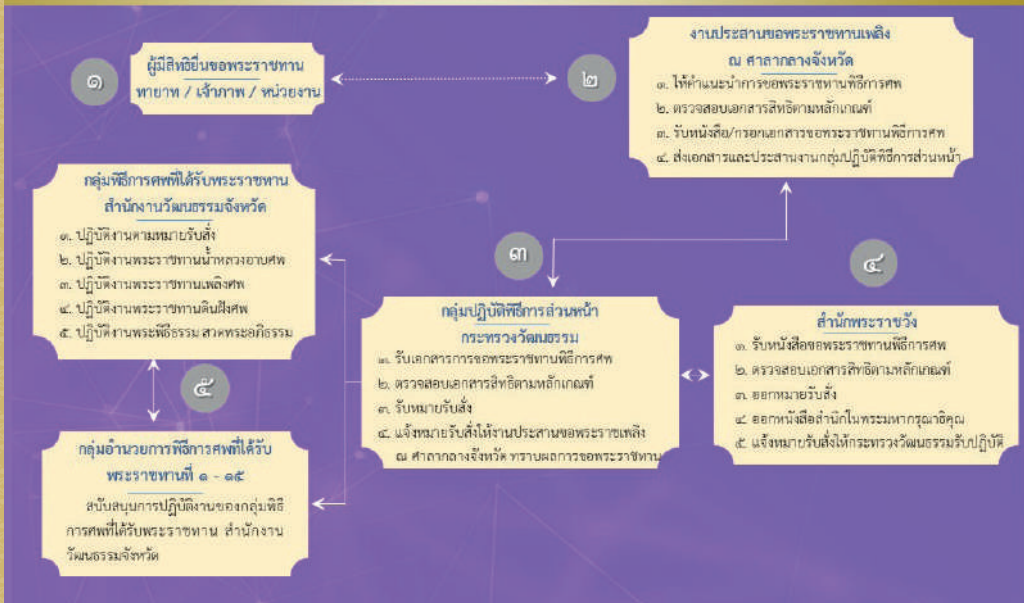 ๑
ผู้มีสิทธิยื่นขอพระราชทาน
ทายาท / เจ้าภาพ / หน่วยงาน
๒
งานประสานขอพระราชทานเพลิง
ณ ศาลากลางจังหวัด
๑. ให้คำแนะนำการขอพระราชทานพิธีการศพ
๒. ตรวจสอบเอกสารสิทธิตามหลักเกณฑ์
๓. รับหนังสือ/กรอกเอกสารขอพระราชทานพิธีการศพ
๔. ส่งเอกสารและประสานงานกลุ่มปฏิบัติพิธีการส่วนหน้า
๓
กลุ่มปฏิบัติพิธีการส่วนหน้า
กระทรวงวัฒนธรรม
๑. รับเอกสารการขอพระราชทานพิธีการศพ
๒. ตรวจสอบเอกสารสิทธิตามหลักเกณฑ์
๓. รับหมายรับสั่ง
๔. แจ้งหมายรับสั่งให้งานประสานขอพระราชเพลิง
ณ ศาลากลางจังหวัด ทราบผลการขอพระราชทาน
๔
สำนักพระราชวัง
๑. รับหนังสือขอพระราชทานพิธีการศพ
๒. ตรวจสอบเอกสารสิทธิตามหลักเกณฑ์
๓. ออกหมายรับสั่ง
๔. ออกหนังสือสำนึกในพระมหากรุณาธิคุณ
๕. แจ้งหมายรับสั่งให้กระทรวงวัฒนธรรมรับปฏิบัติ
กลุ่มพิธีการศพที่ได้รับพระราชทาน
สำนักงานวัฒนธรรมจังหวัด
๑. ปฏิบัติงานตามหมายรับสั่ง
๒. ปฏิบัติงานพระราชทานน้ำหลวงอาบศพ
๓. ปฏิบัติงานพระราชทานเพลิงศพ
๔. ปฏิบัติงานพระราชทานดินฝังศพ
๕. ปฏิบัติงานพระพิธีธรรม สวดพระอภิธรรม
๕
กลุ่มอำนวยการพิธีการศพที่ได้รับ
พระราชทานที่ ๑ - ๑๕
สนับสนุนการปฏิบัติงานของกลุ่มพิธี
การศพที่ได้รับพระราชทาน สำนักงาน
วัฒนธรรมจังหวัด